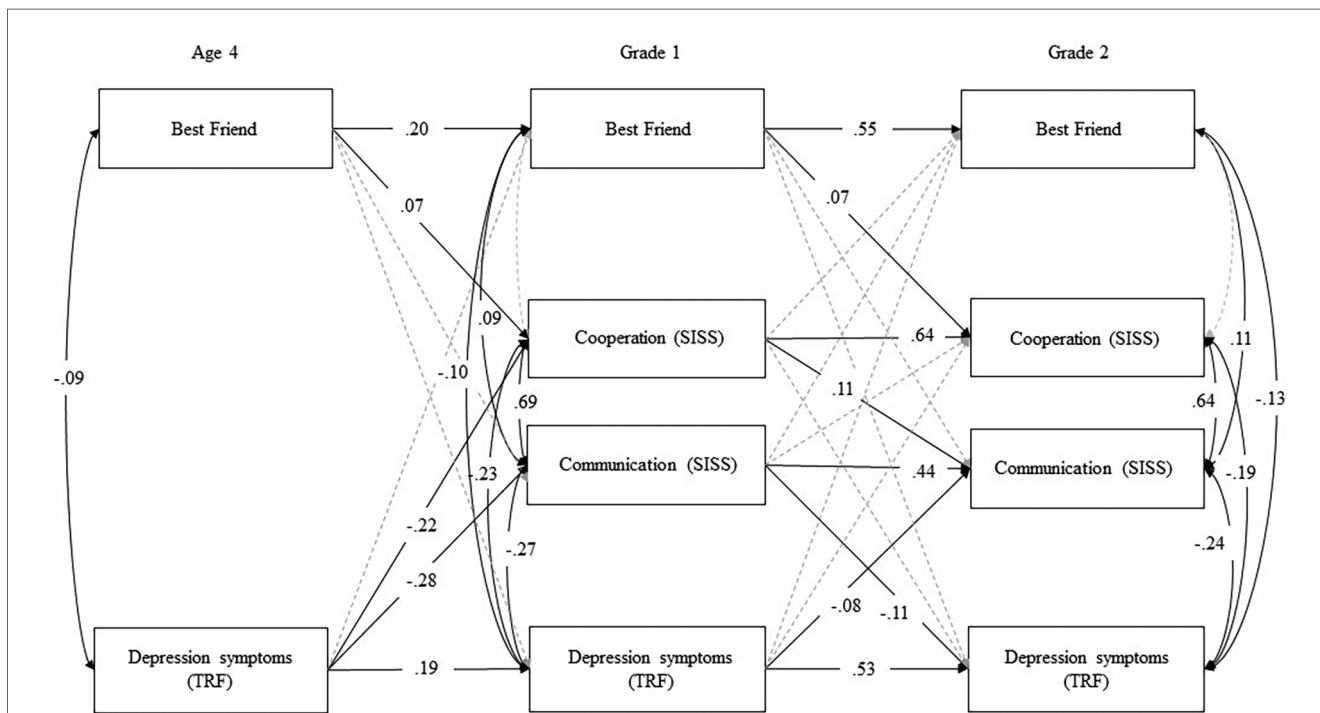 Age 4
Grade 1
Grade 2
Best Friend
.20
Best Friend
.55
Best Friend
.07
.07
.09
Cooperation (SISS)
.64
Cooperation (SISS)
.11
-.09
-.10
.11
.69
.64
-.13
Communication (SISS)
.44
Communication (SISS)
-.23
-.19
-.22
-.27
-.24
-.28
-.08
-.11
Depression symptoms
(TRF)
.19
Depression symptoms
(TRF)
.53
Depression symptoms
(TRF)